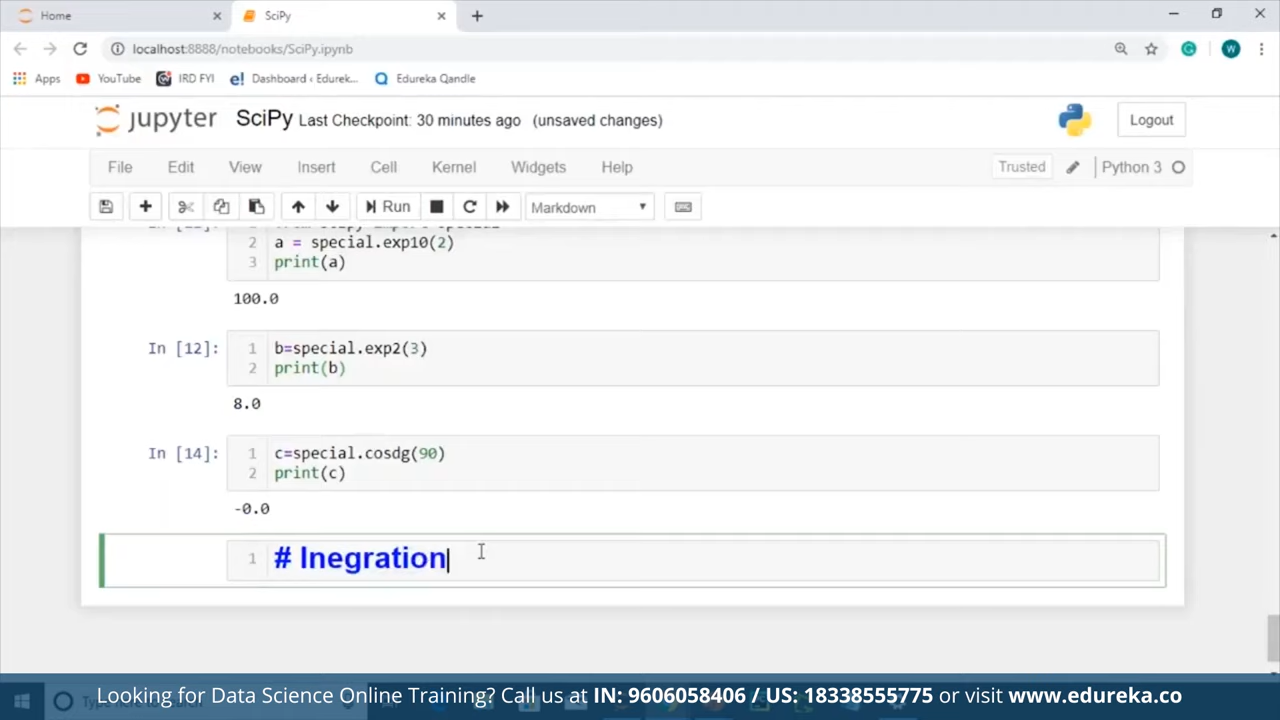 Home
SciPy
localhost:8888/notebooks/SciPy.ipynb
W
Apps
YouTube
IRD FYI
e! Dashboard ‹ Edurek...
Edureka Qandle
jupyter
SciPy Last Checkpoint: 30 minutes ago (unsaved changes)
Logout
File Edit View Insert Cell Kernel Widgets Help
Trusted
Python 3
Run
Markdown
2 a = special.exp10(2)
3 print(a)
100.0
In [12]: 1 b=special.exp2(3)
2 print(b)
8.0
In [14]: 1 c=special.cosdg(90)
2 print(c)
-0.0
1 # Inegration
Looking for Data Science Online Training? Call us at IN: 9606058406 / US: 18338555775 or visit www.edureka.co